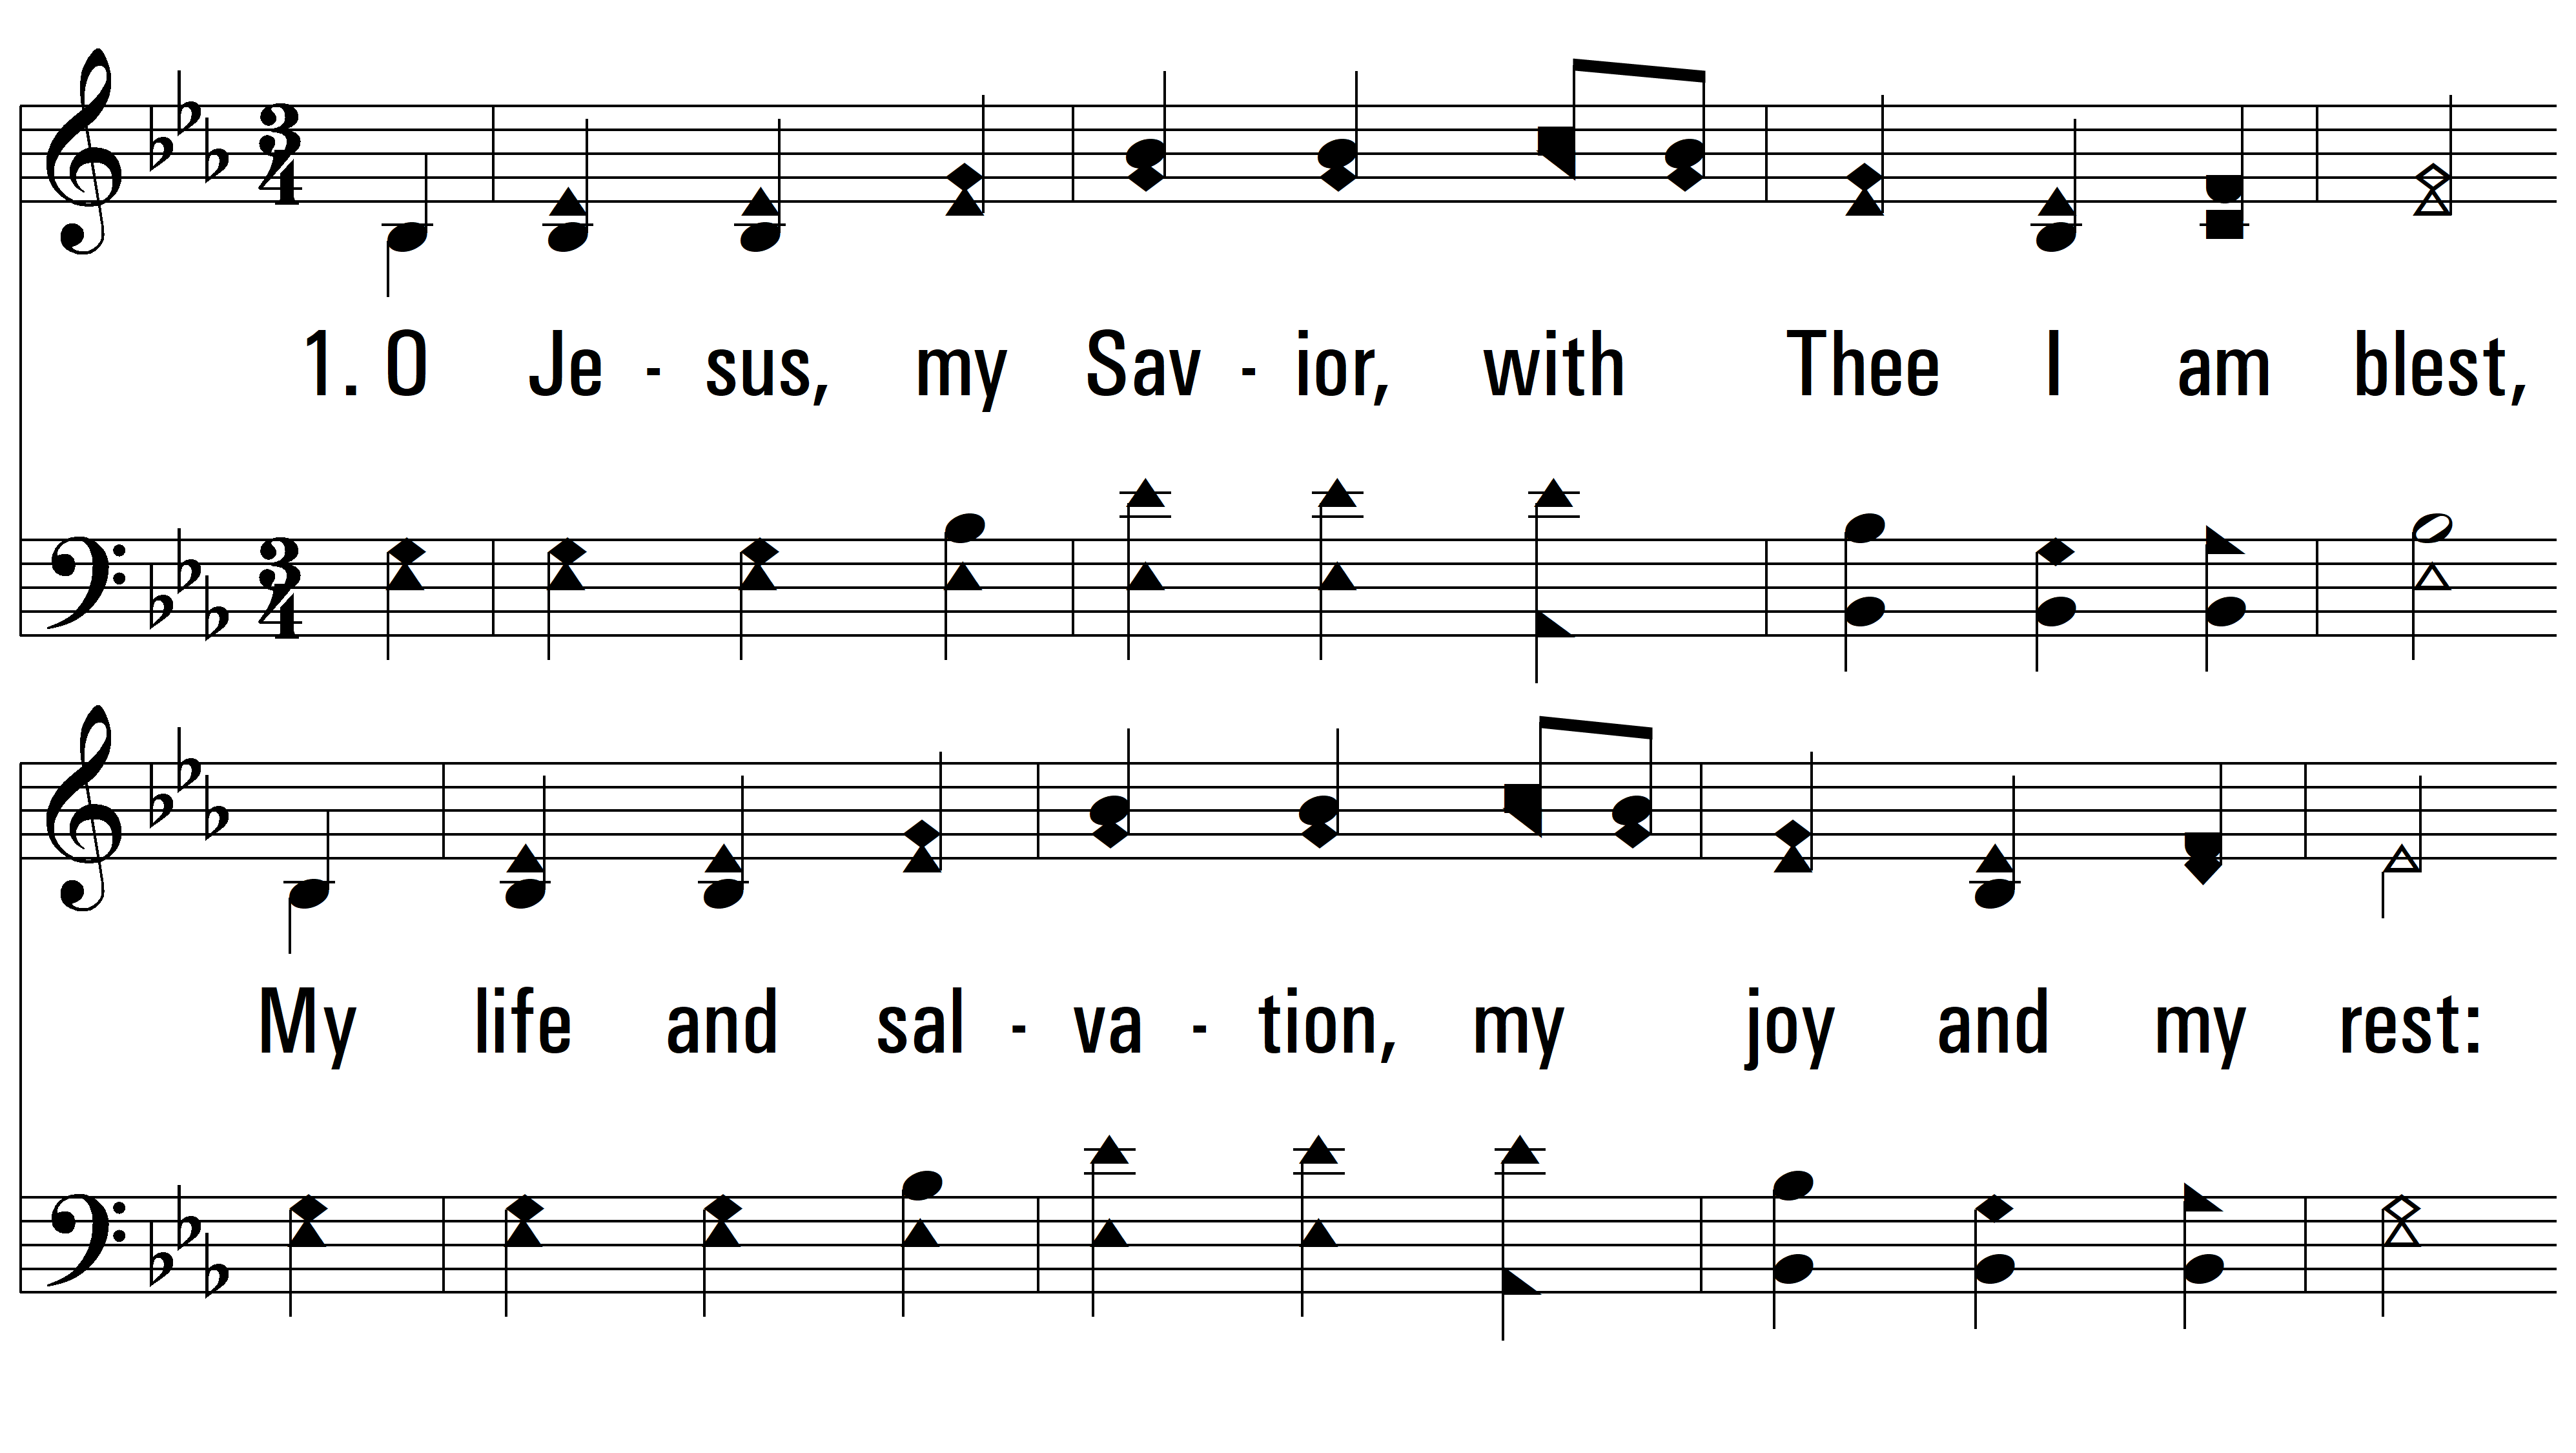 1. O Je - sus, my Sav - ior, with Thee I am blest,
My life and sal - va - tion, my joy and my rest: